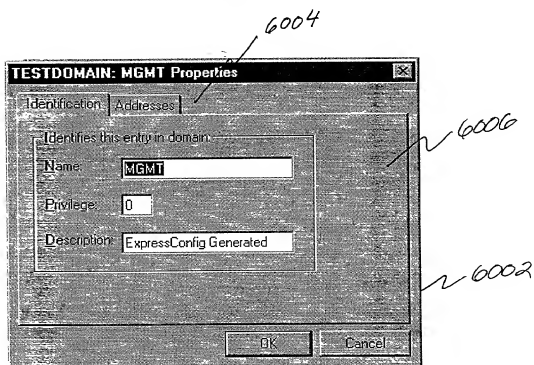 6004
TESTDOMAIN: MGMT Properties
Identification Addresses
6006
Identifies this entry in domain
Name: MGMT
Privilege: 0
Description: ExpressConfig Generated
6002
OK Cancel